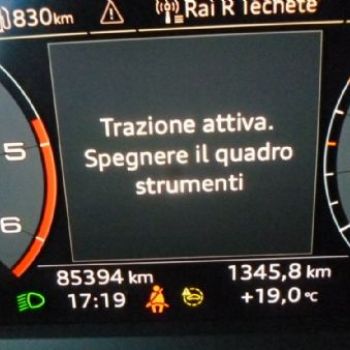 830km Rai R Techetè
Trazione attiva.
Spegnere il quadro
strumenti
5
6
85394 km 1345,8 km
17:19 +19,0 °C